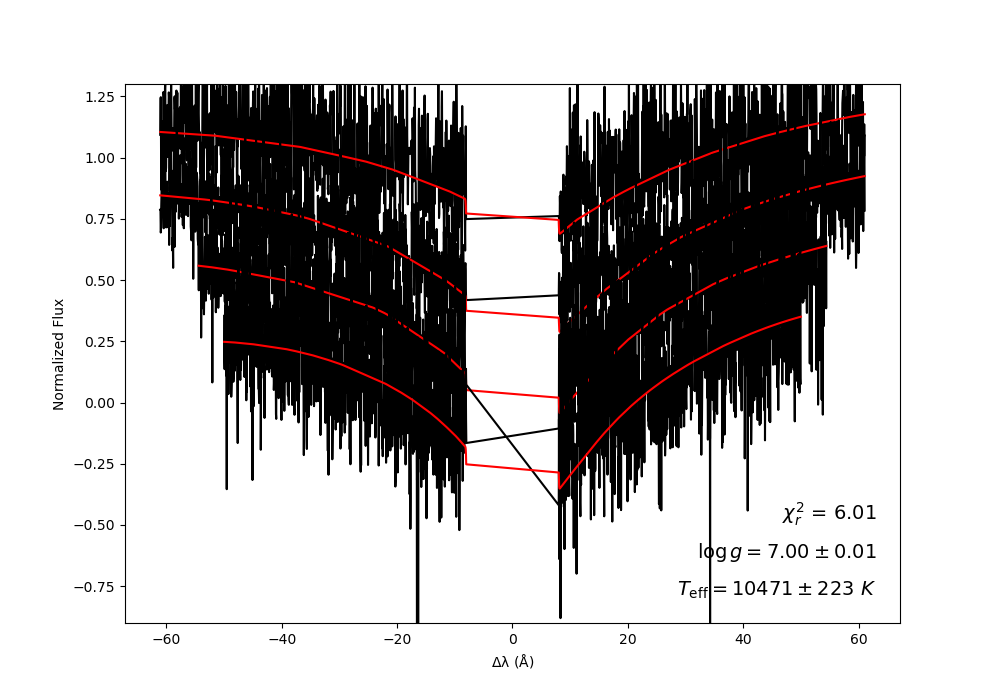 1.25
1.00
0.75
0.50
0.25
0.00
−0.25
−0.50
−0.75
Normalized Flux
χ²ᵣ = 6.01
log g = 7.00 ± 0.01
T_eff = 10471 ± 223 K
−60 −40 −20 0 20 40 60
Δλ (Å)